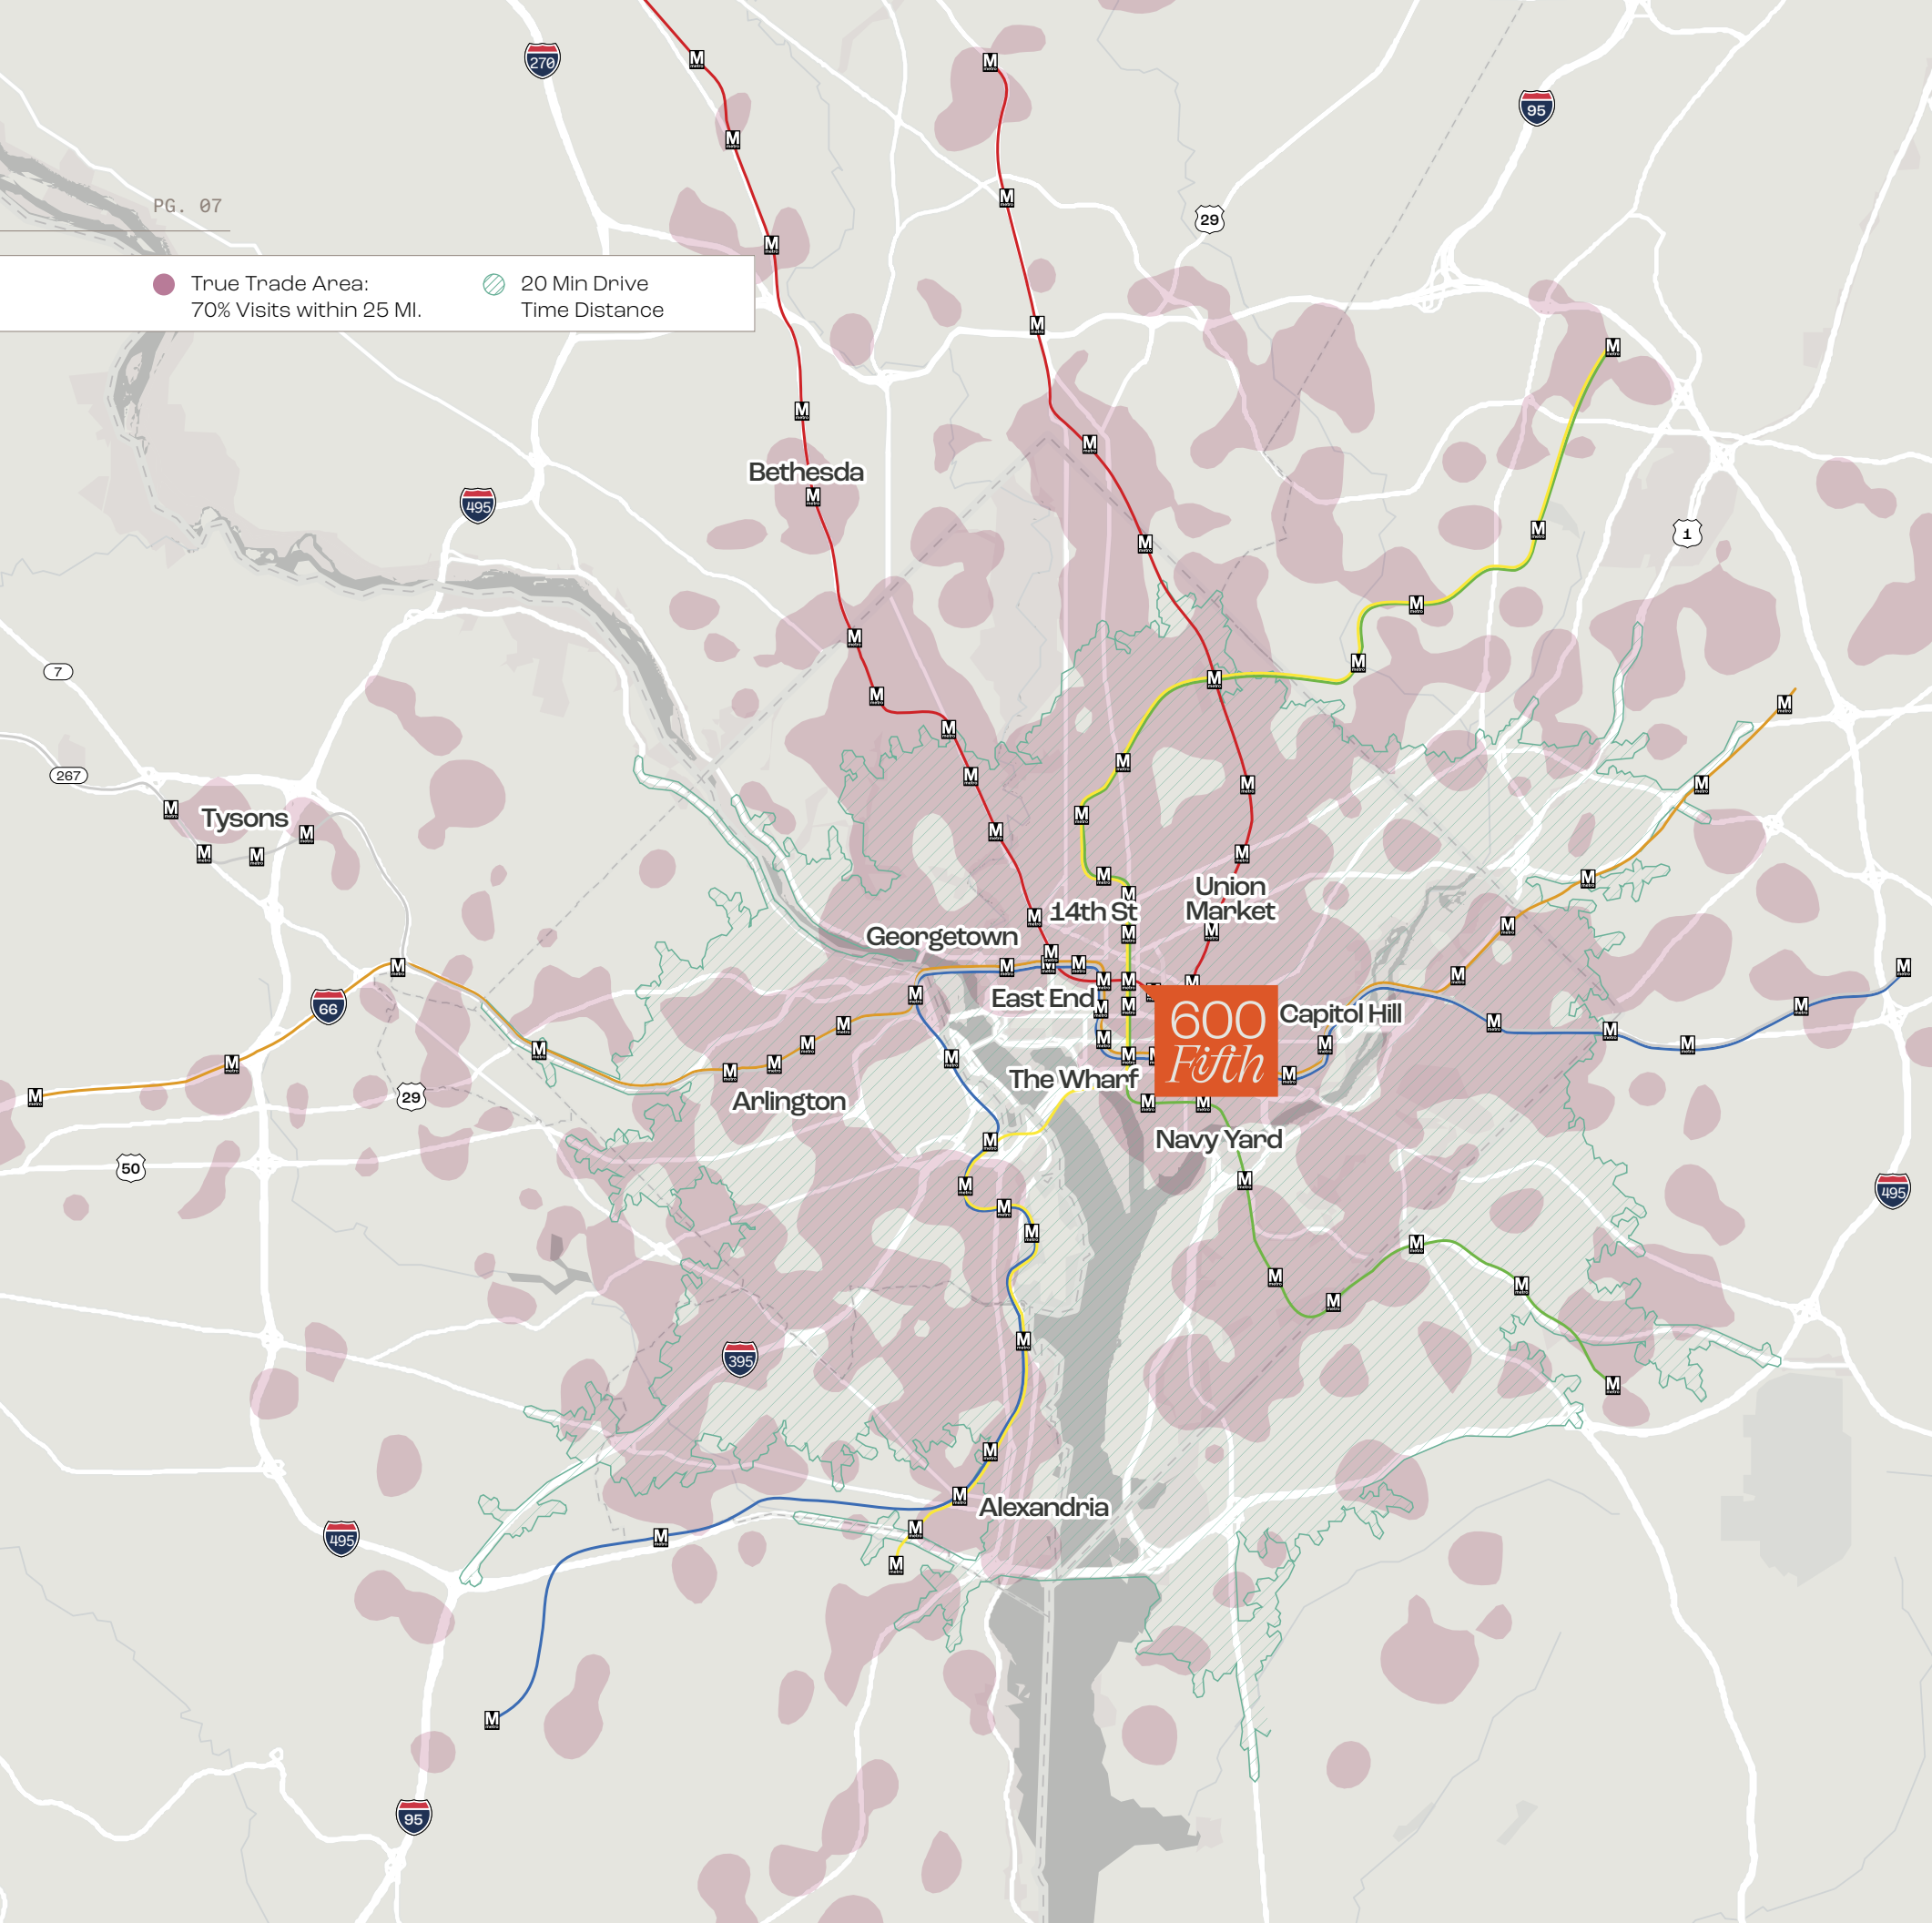 270
95
PG. 07
29
True Trade Area:
70% Visits within 25 MI.
20 Min Drive
Time Distance
Bethesda
495
1
7
267
Tysons
Union
Market
14th St
Georgetown
66
East End
600
Fifth
Capitol Hill
The Wharf
29
Arlington
Navy Yard
50
495
395
Alexandria
495
95